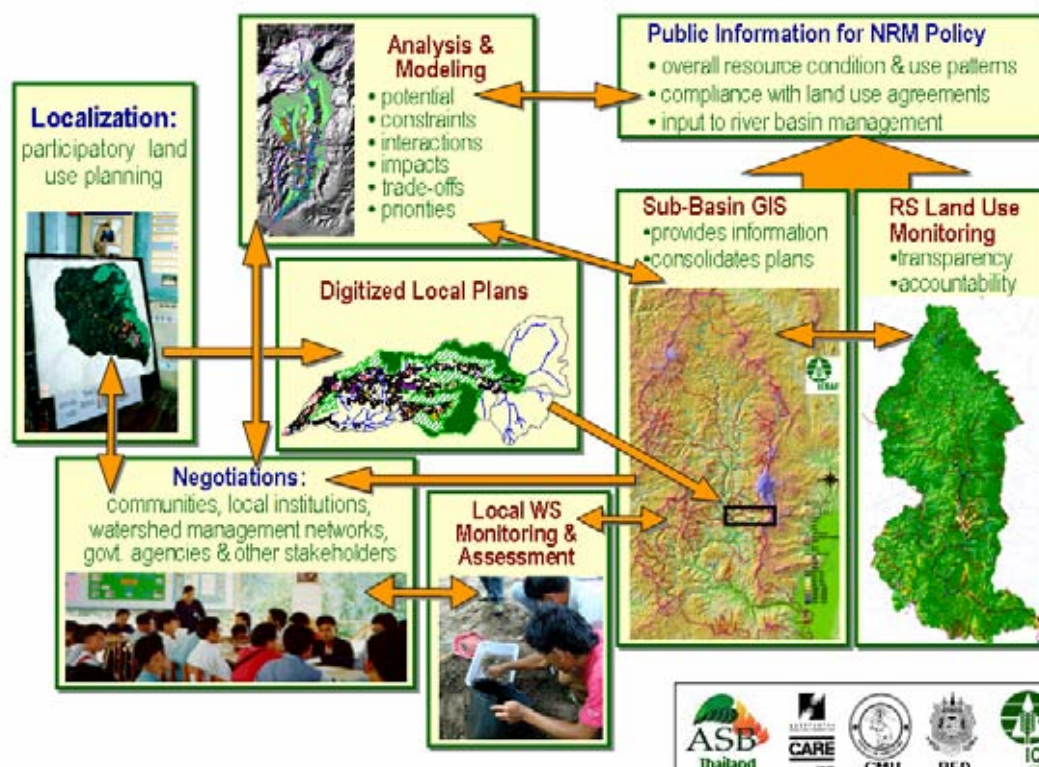 Localization:
participatory land
use planning
Analysis &
Modeling
• potential
• constraints
• interactions
• impacts
• trade-offs
• priorities
Public Information for NRM Policy
• overall resource condition & use patterns
• compliance with land use agreements
• input to river basin management
Digitized Local Plans
Sub-Basin GIS
•provides information
•consolidates plans
RS Land Use
Monitoring
•transparency
•accountability
ICRAF
Negotiations:
communities, local institutions,
watershed management networks,
govt. agencies & other stakeholders
Local WS
Monitoring &
Assessment
ASB
Thailand
CARE
CMU